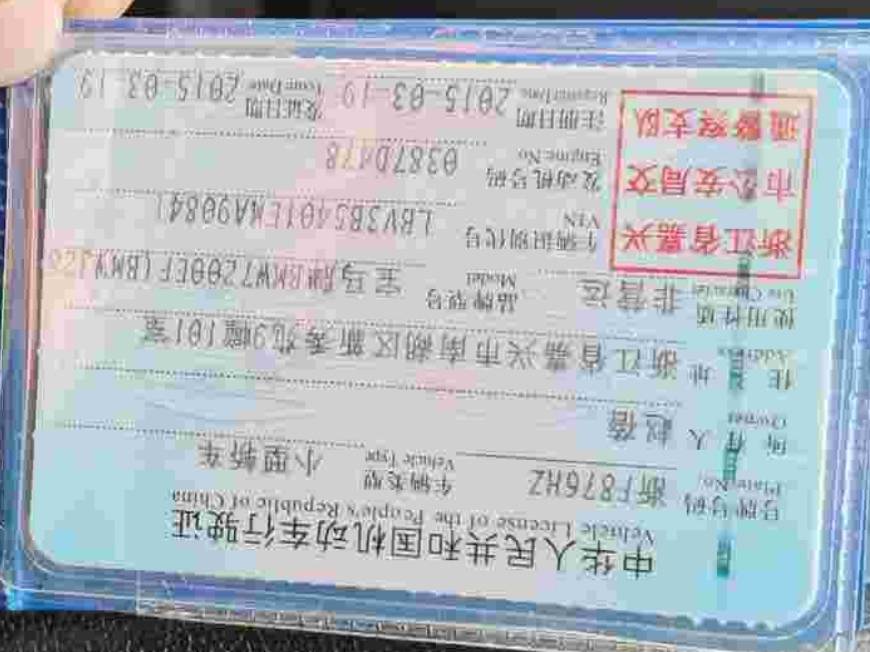 中华人民共和国机动车行驶证
Vehicle License of the People's Republic of China
号牌号码 浙F876HZ 车辆类型 小型轿车
Plate No. Vehicle Type
所有人 赵蓓
Owner
住址 浙江省嘉兴市南湖区新秀苑9幢101室
Address
使用性质 非营运 品牌型号 宝马牌BMW7200EF(BMW320
Use Character Model
浙江省嘉兴
市公安局交
通警察支队
车辆识别代号 LBV3B5401EMA90841
VIN
发动机号码 0387D478
Engine No.
注册日期 2015-03-19 发证日期 2015-03-19
Register Date Issue Date